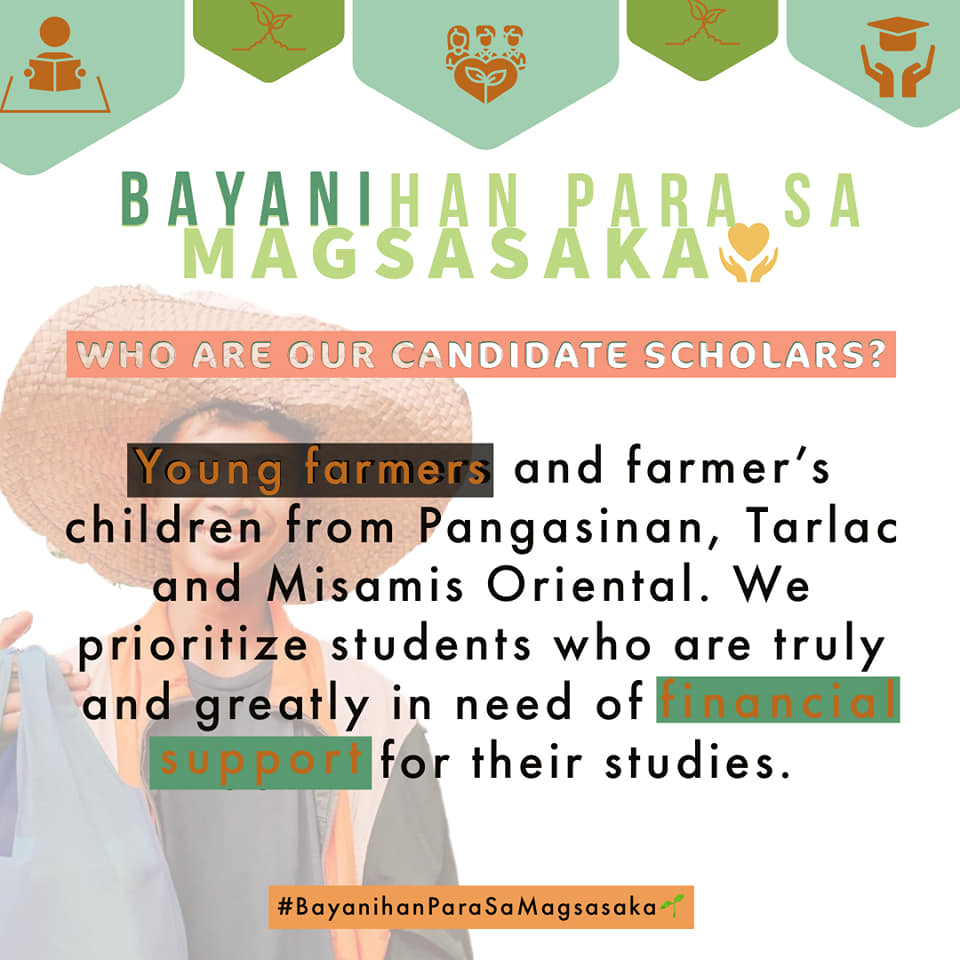 BAYANIHAN PARA SA
MAGSASAKA
WHO ARE OUR CANDIDATE SCHOLARS?
Young farmers and farmer’s
children from Pangasinan, Tarlac
and Misamis Oriental. We
prioritize students who are truly
and greatly in need of financial
support for their studies.
#BayanihanParaSaMagsasaka